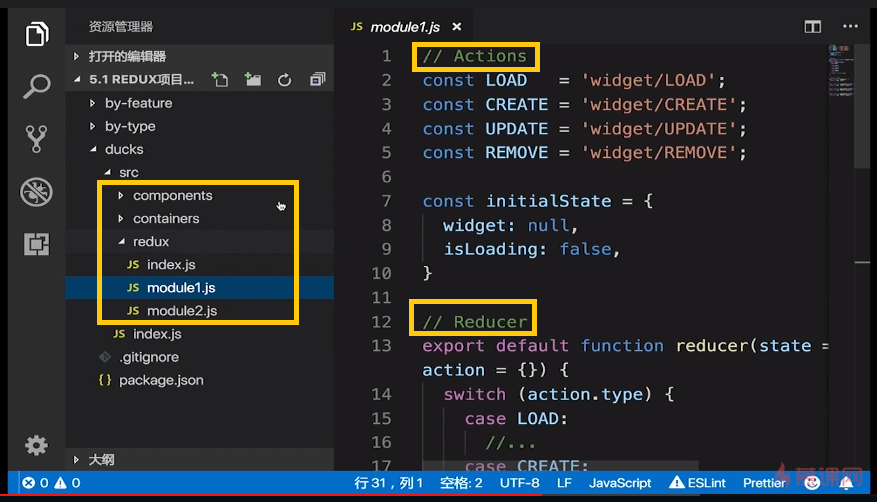 资源管理器
打开的编辑器
5.1 REDUX项目...
by-feature
by-type
ducks
src
components
containers
redux
JS index.js
JS module1.js
JS module2.js
JS index.js
.gitignore
{} package.json
大纲
JS module1.js ×
1 // Actions
2 const LOAD   = 'widget/LOAD';
3 const CREATE = 'widget/CREATE';
4 const UPDATE = 'widget/UPDATE';
5 const REMOVE = 'widget/REMOVE';
6
7 const initialState = {
8   widget: null,
9   isLoading: false,
10 }
11
12 // Reducer
13 export default function reducer(state =
action = {}) {
14   switch (action.type) {
15     case LOAD:
16       //...
17     case CREATE:
0 0 行 31，列 1 空格: 2 UTF-8 LF JavaScript ESLint Prettier
慕课网